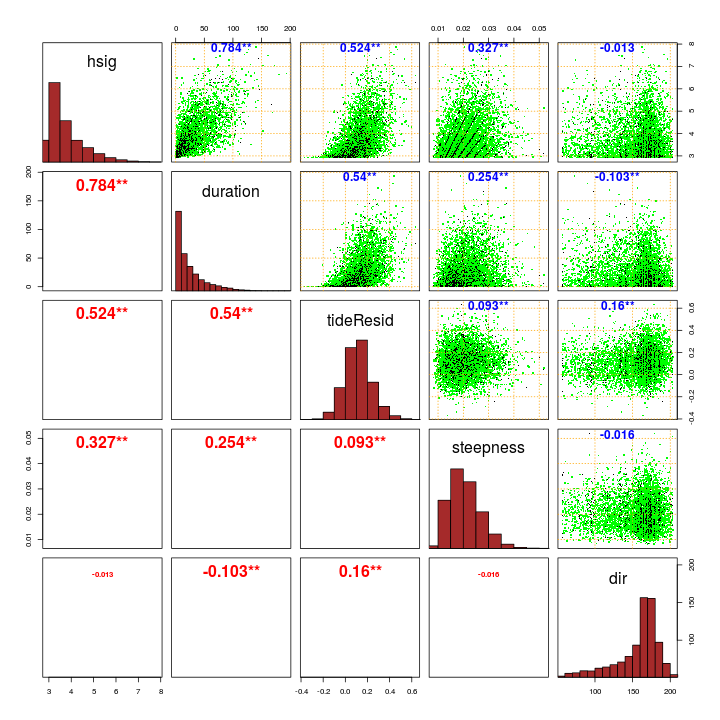 0 50 100 150 200 0.01 0.02 0.03 0.04 0.05
hsig 0.784** 0.524** 0.327** -0.013
3 4 5 6 7 8
0 50 100 150 200
0.784** duration 0.54** 0.254** -0.103**
0.524** 0.54** tideResid 0.093** 0.16**
-0.4 -0.2 0.0 0.2 0.4 0.6
0.01 0.02 0.03 0.04 0.05
0.327** 0.254** 0.093** steepness -0.016
-0.013 -0.103** 0.16** -0.016 dir
100 150 200
3 4 5 6 7 8 -0.4 -0.2 0.0 0.2 0.4 0.6 100 150 200